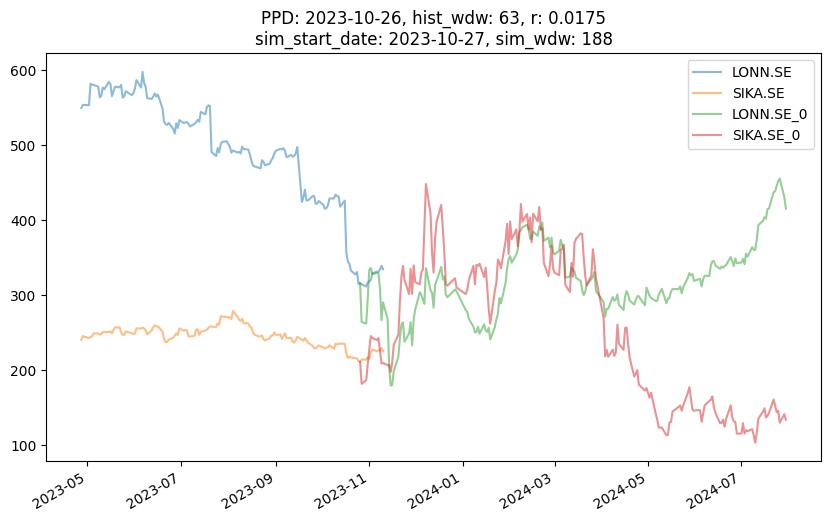 PPD: 2023-10-26, hist_wdw: 63, r: 0.0175
sim_start_date: 2023-10-27, sim_wdw: 188
LONN.SE
SIKA.SE
LONN.SE_0
SIKA.SE_0
600
500
400
300
200
100
2023-05
2023-07
2023-09
2023-11
2024-01
2024-03
2024-05
2024-07